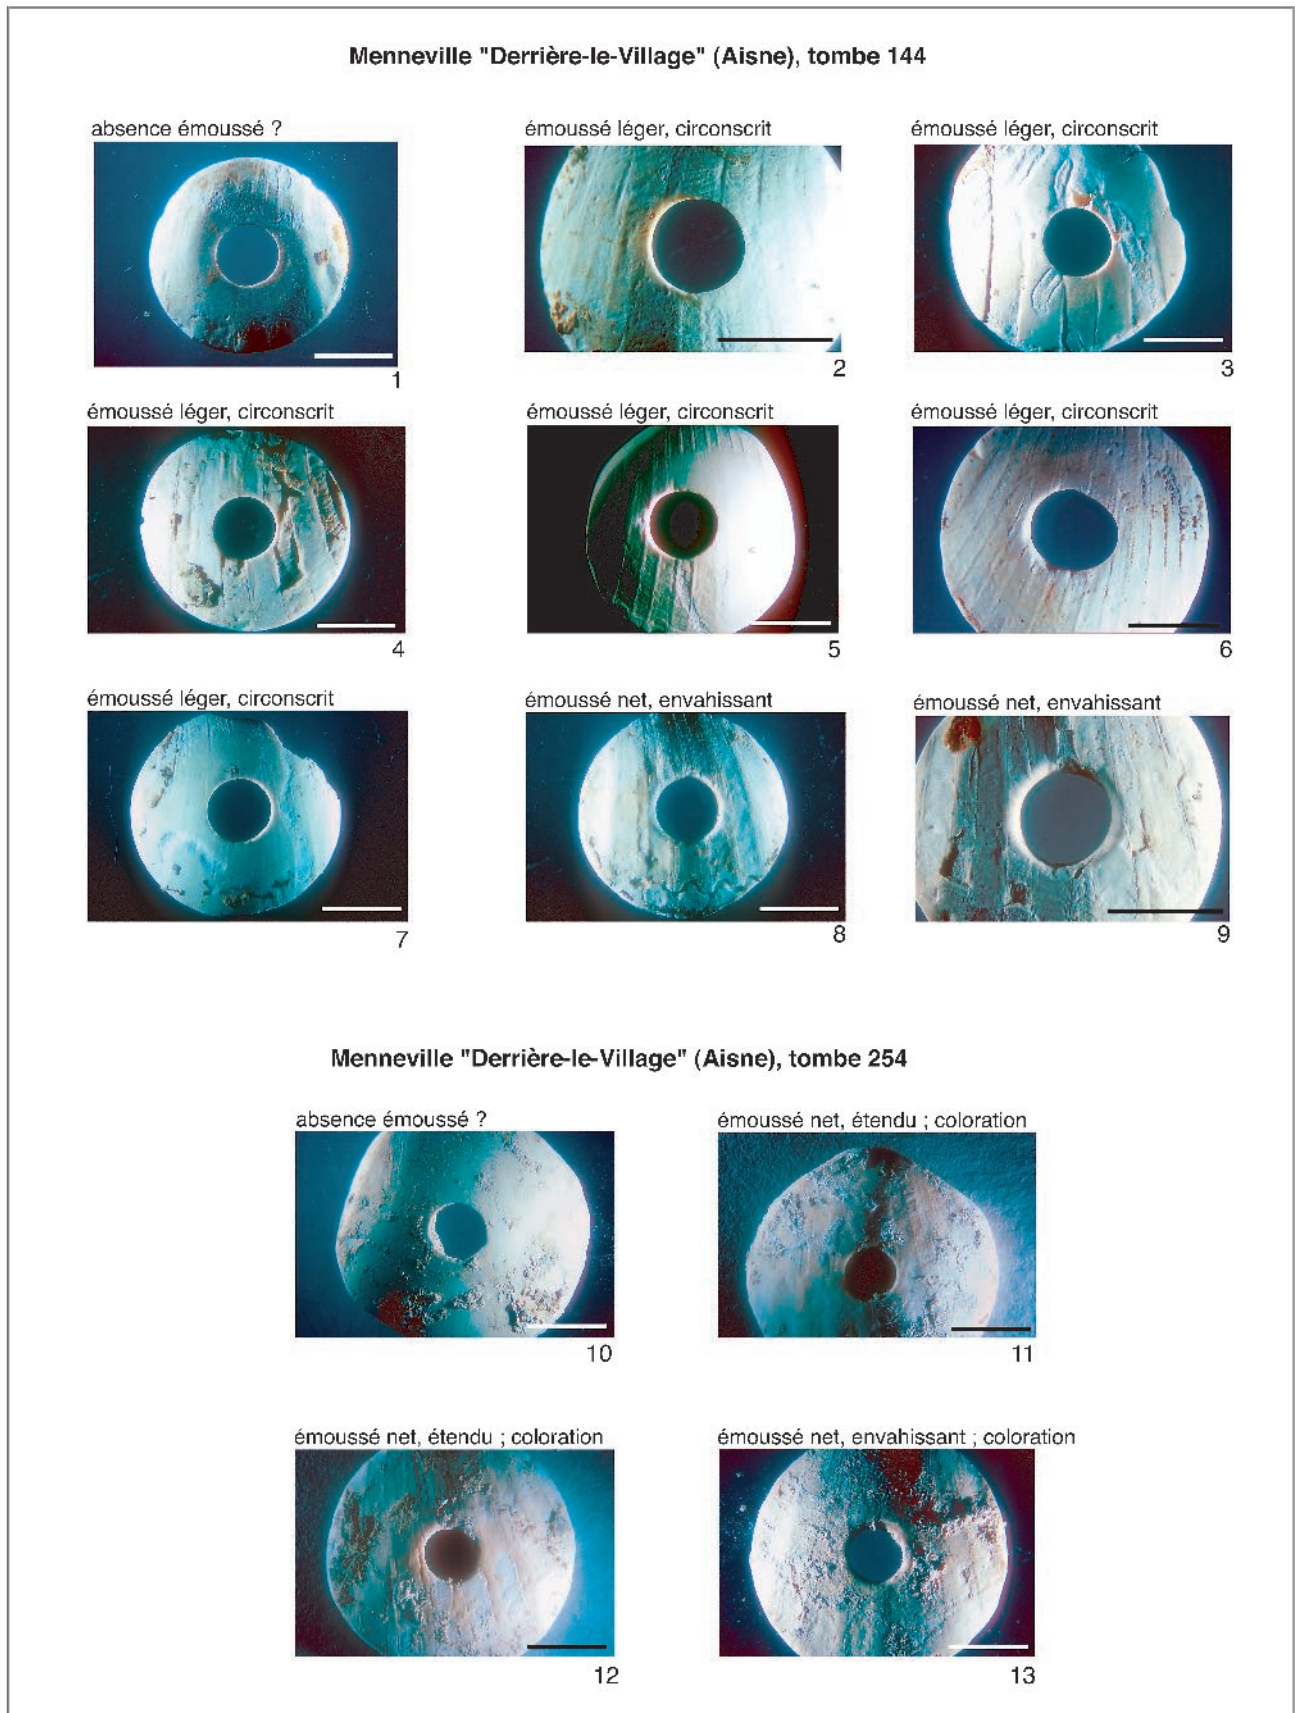 Menneville "Derrière-le-Village" (Aisne), tombe 144
absence émoussé ?
émoussé léger, circonscrit
émoussé léger, circonscrit
1
2
3
émoussé léger, circonscrit
émoussé léger, circonscrit
émoussé léger, circonscrit
4
5
6
émoussé léger, circonscrit
émoussé net, envahissant
émoussé net, envahissant
7
8
9
Menneville "Derrière-le-Village" (Aisne), tombe 254
absence émoussé ?
émoussé net, étendu ; coloration
10
11
émoussé net, étendu ; coloration
émoussé net, envahissant ; coloration
12
13